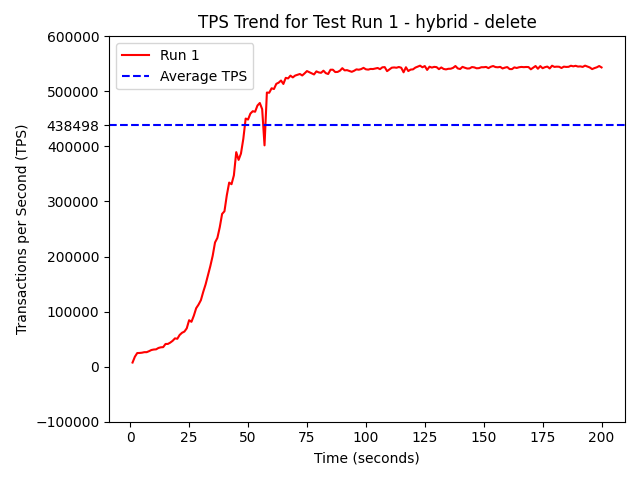 TPS Trend for Test Run 1 - hybrid - delete
600000
500000
438498
400000
300000
200000
100000
0
−100000
Transactions per Second (TPS)
Run 1
Average TPS
0 25 50 75 100 125 150 175 200
Time (seconds)